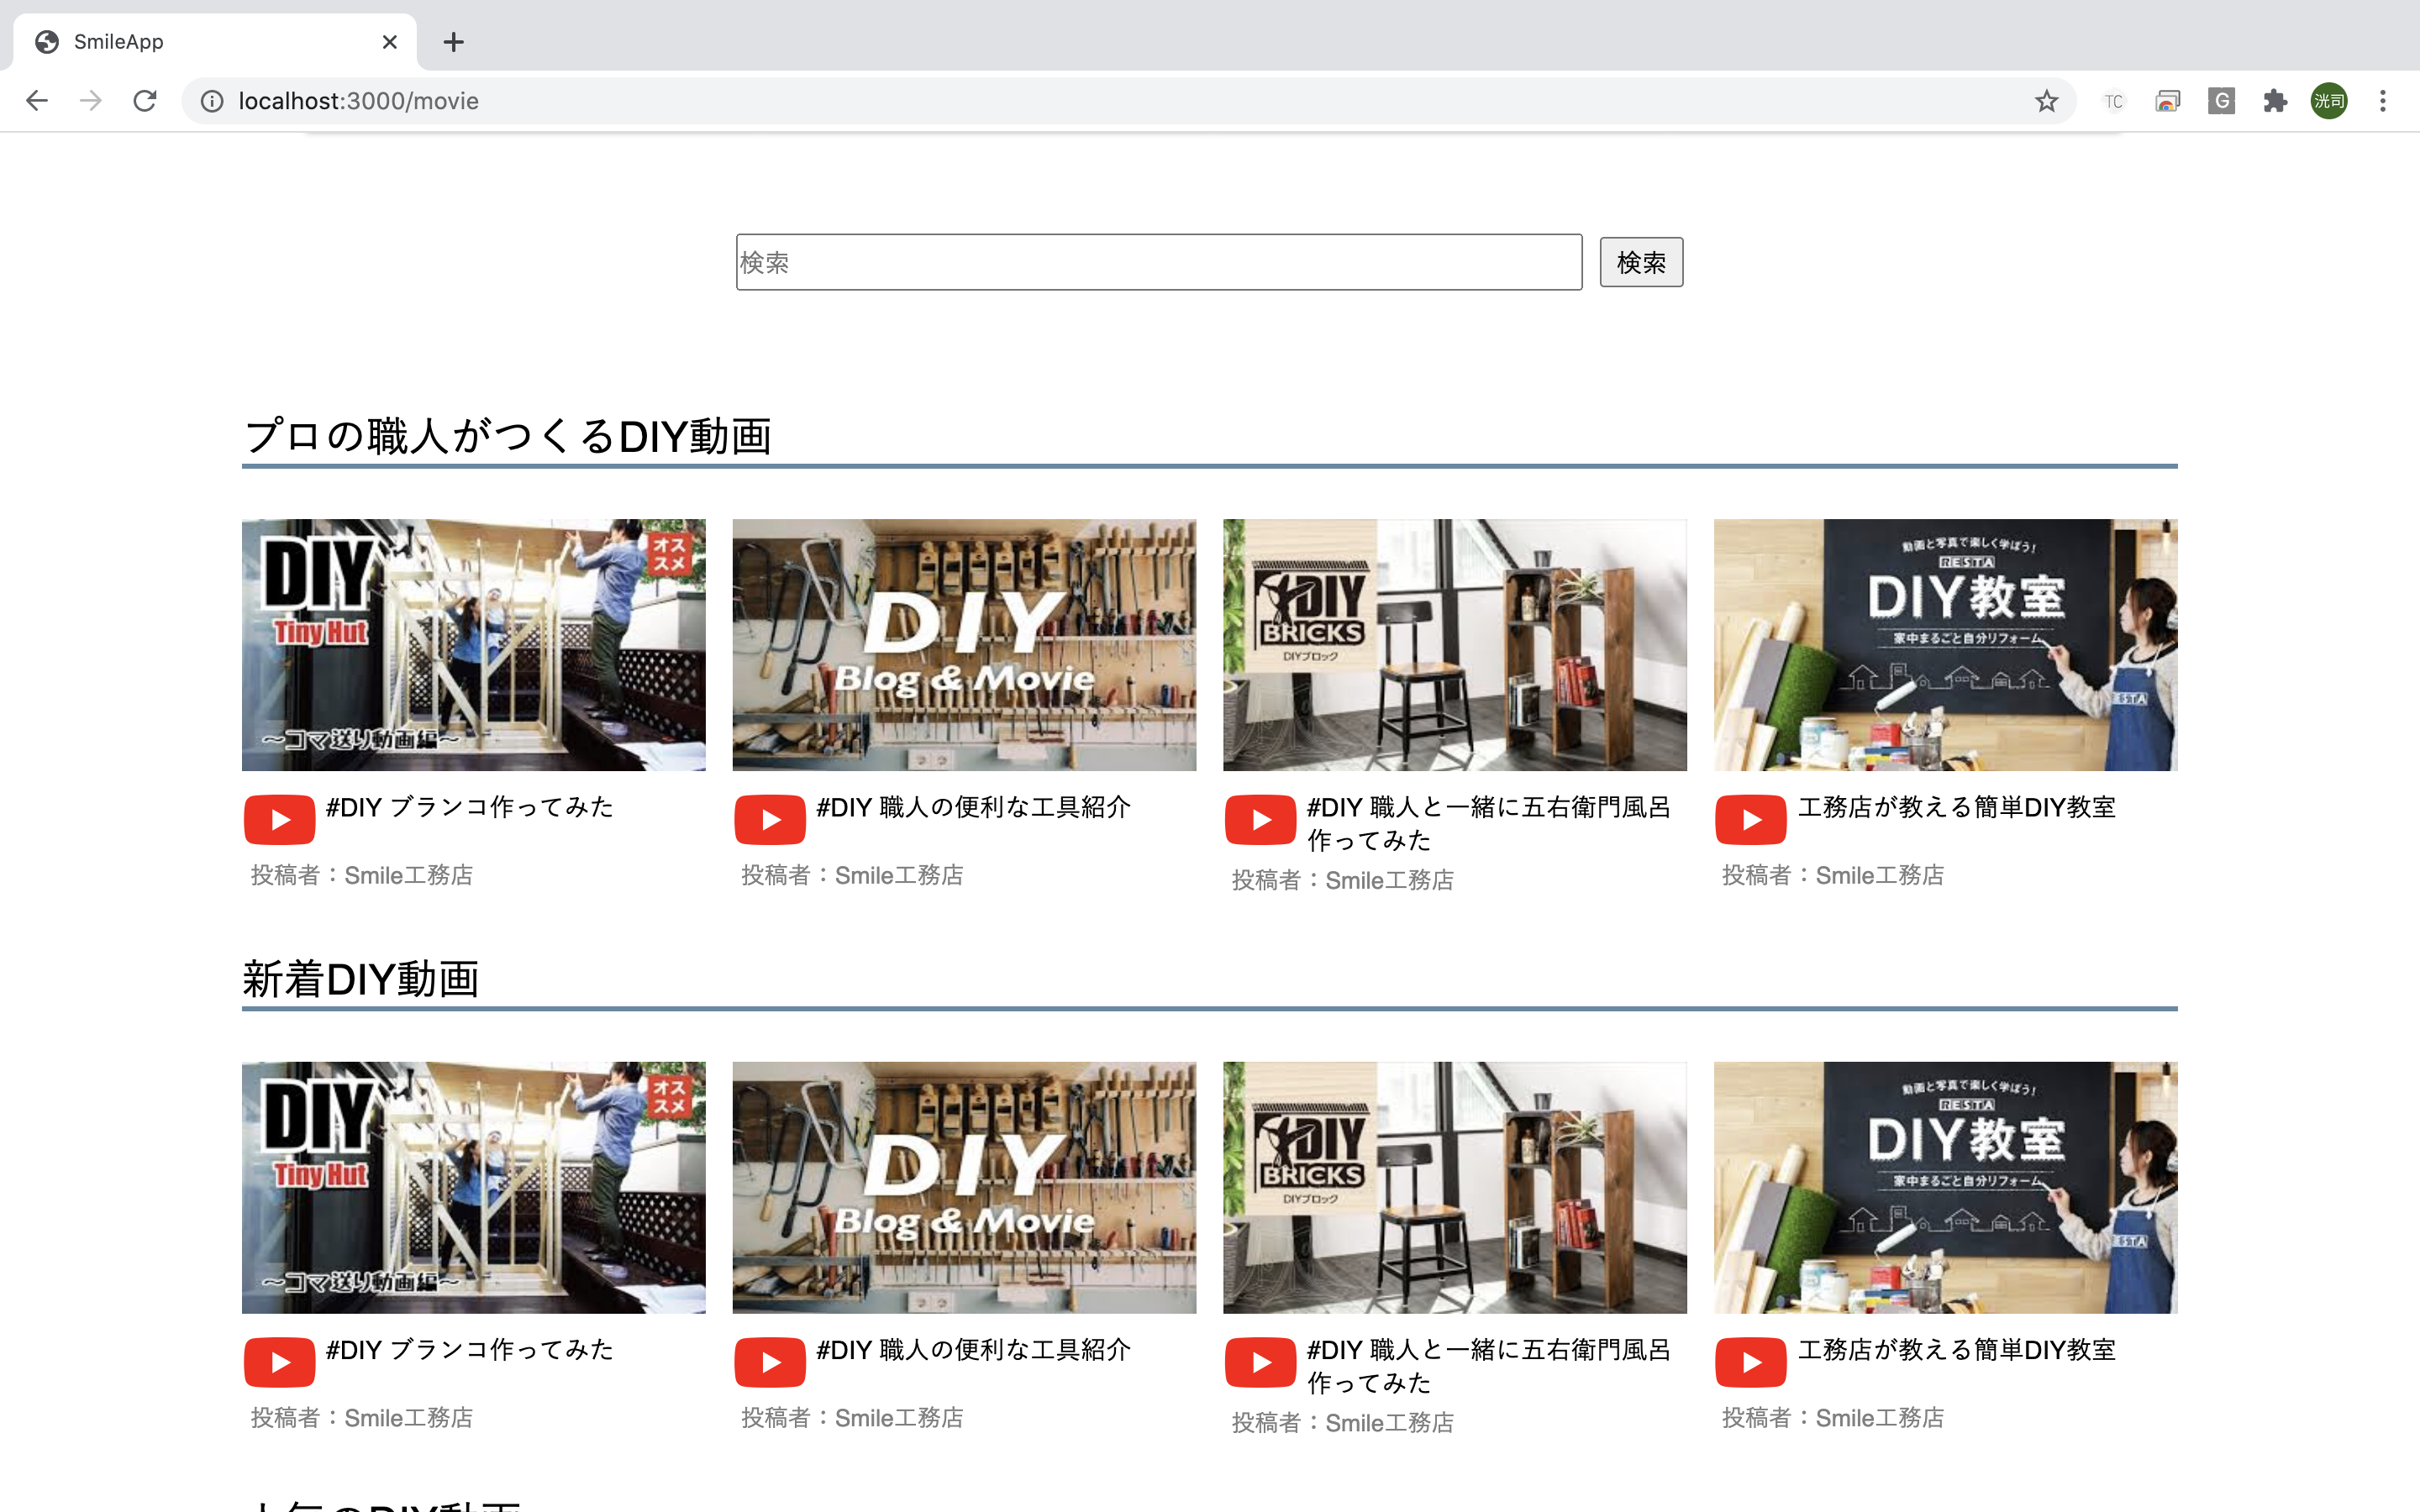 SmileApp
localhost:3000/movie
TC
G
洸司
検索
検索
プロの職人がつくるDIY動画
DIY
Tiny Hut
オス
スメ
〜コマ送り動画編〜
DIY
Blog & Movie
DIY
BRICKS
DIYブロック
動画と写真で楽しく学ぼう!
RESTA
DIY教室
家中まるごと自分リフォーム
RESTA
#DIY ブランコ作ってみた
投稿者：Smile工務店
#DIY 職人の便利な工具紹介
投稿者：Smile工務店
#DIY 職人と一緒に五右衛門風呂
作ってみた
投稿者：Smile工務店
工務店が教える簡単DIY教室
投稿者：Smile工務店
新着DIY動画
DIY
Tiny Hut
オス
スメ
〜コマ送り動画編〜
DIY
Blog & Movie
DIY
BRICKS
DIYブロック
動画と写真で楽しく学ぼう!
RESTA
DIY教室
家中まるごと自分リフォーム
ESTA
#DIY ブランコ作ってみた
投稿者：Smile工務店
#DIY 職人の便利な工具紹介
投稿者：Smile工務店
#DIY 職人と一緒に五右衛門風呂
作ってみた
投稿者：Smile工務店
工務店が教える簡単DIY教室
投稿者：Smile工務店
人気のDIY動画